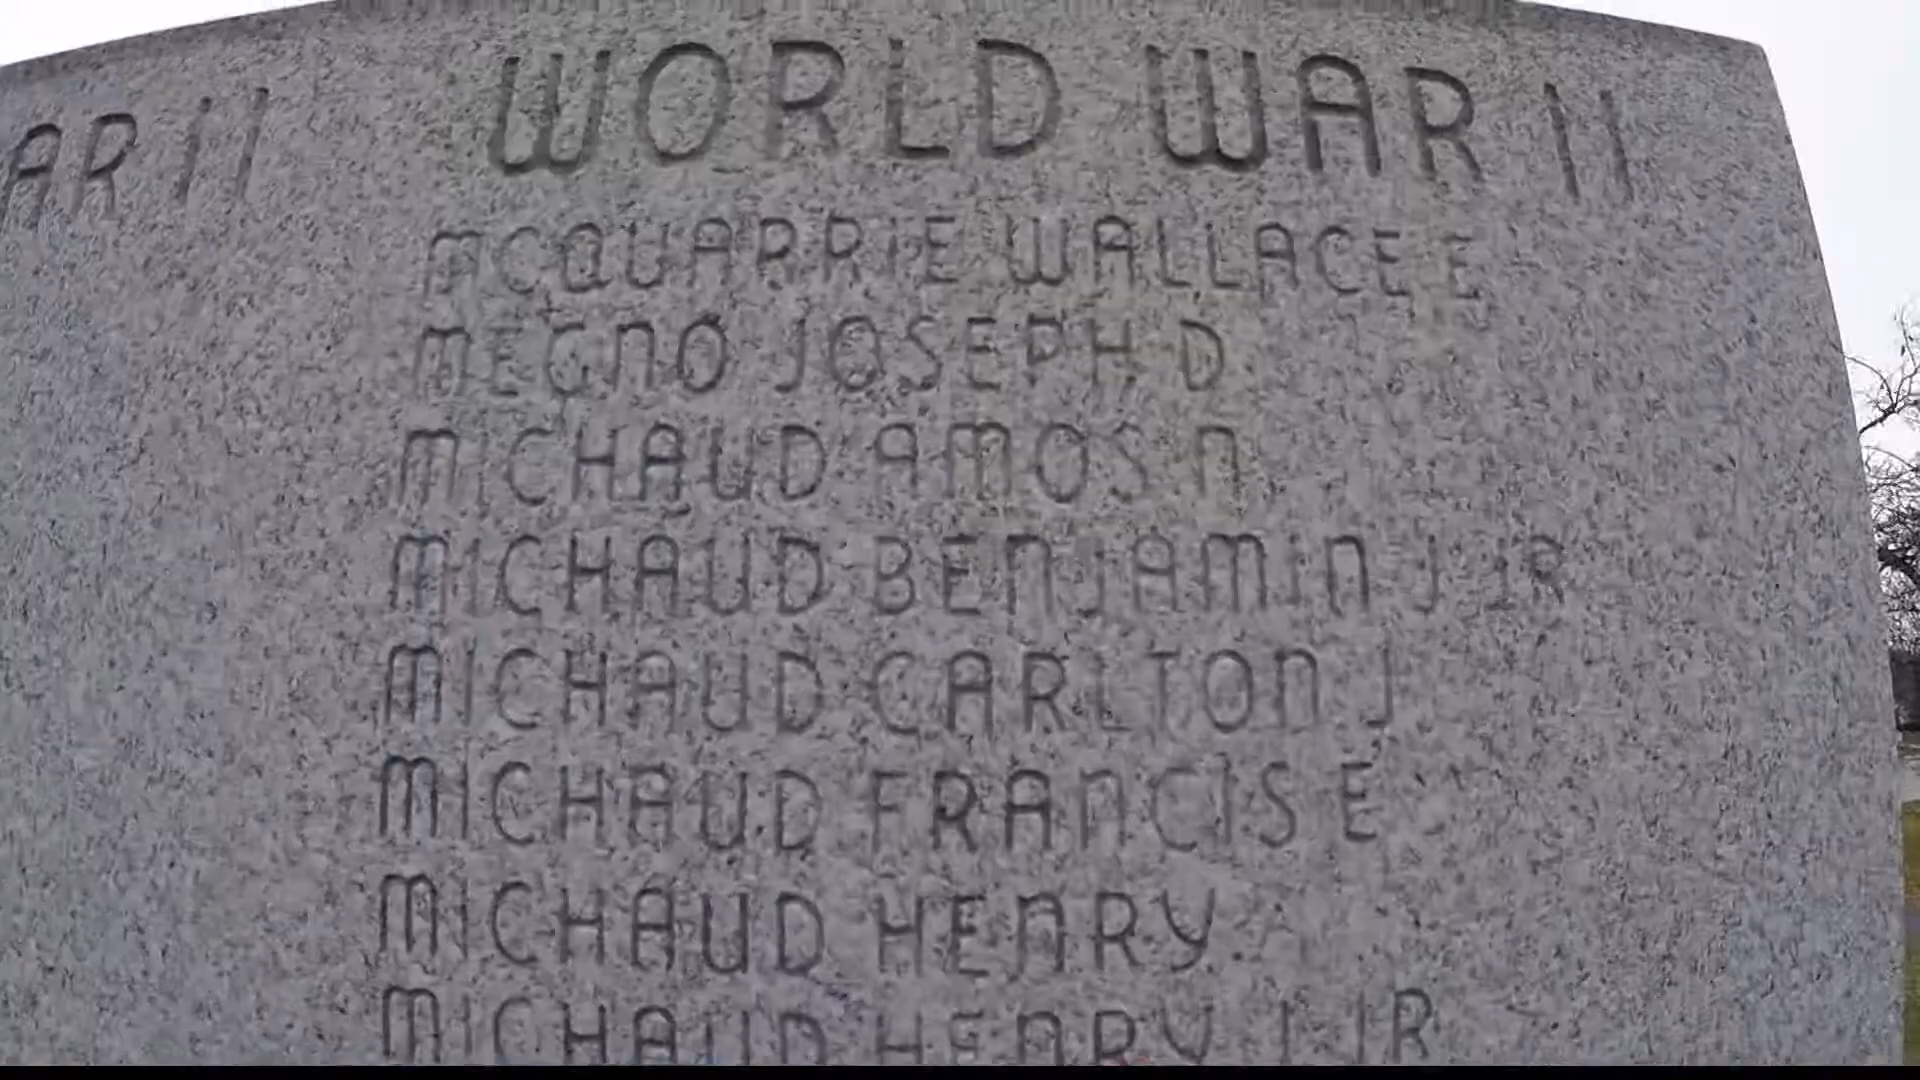 AR II
WORLD WAR II
MCQUARRIE WALLACE E
MEGNO JOSEPH D
MICHAUD AMOS N
MICHAUD BENJAMIN J JR
MICHAUD CARLTON J
MICHAUD FRANCIS E
MICHAUD HENRY
MICHAUD HENRY J JR